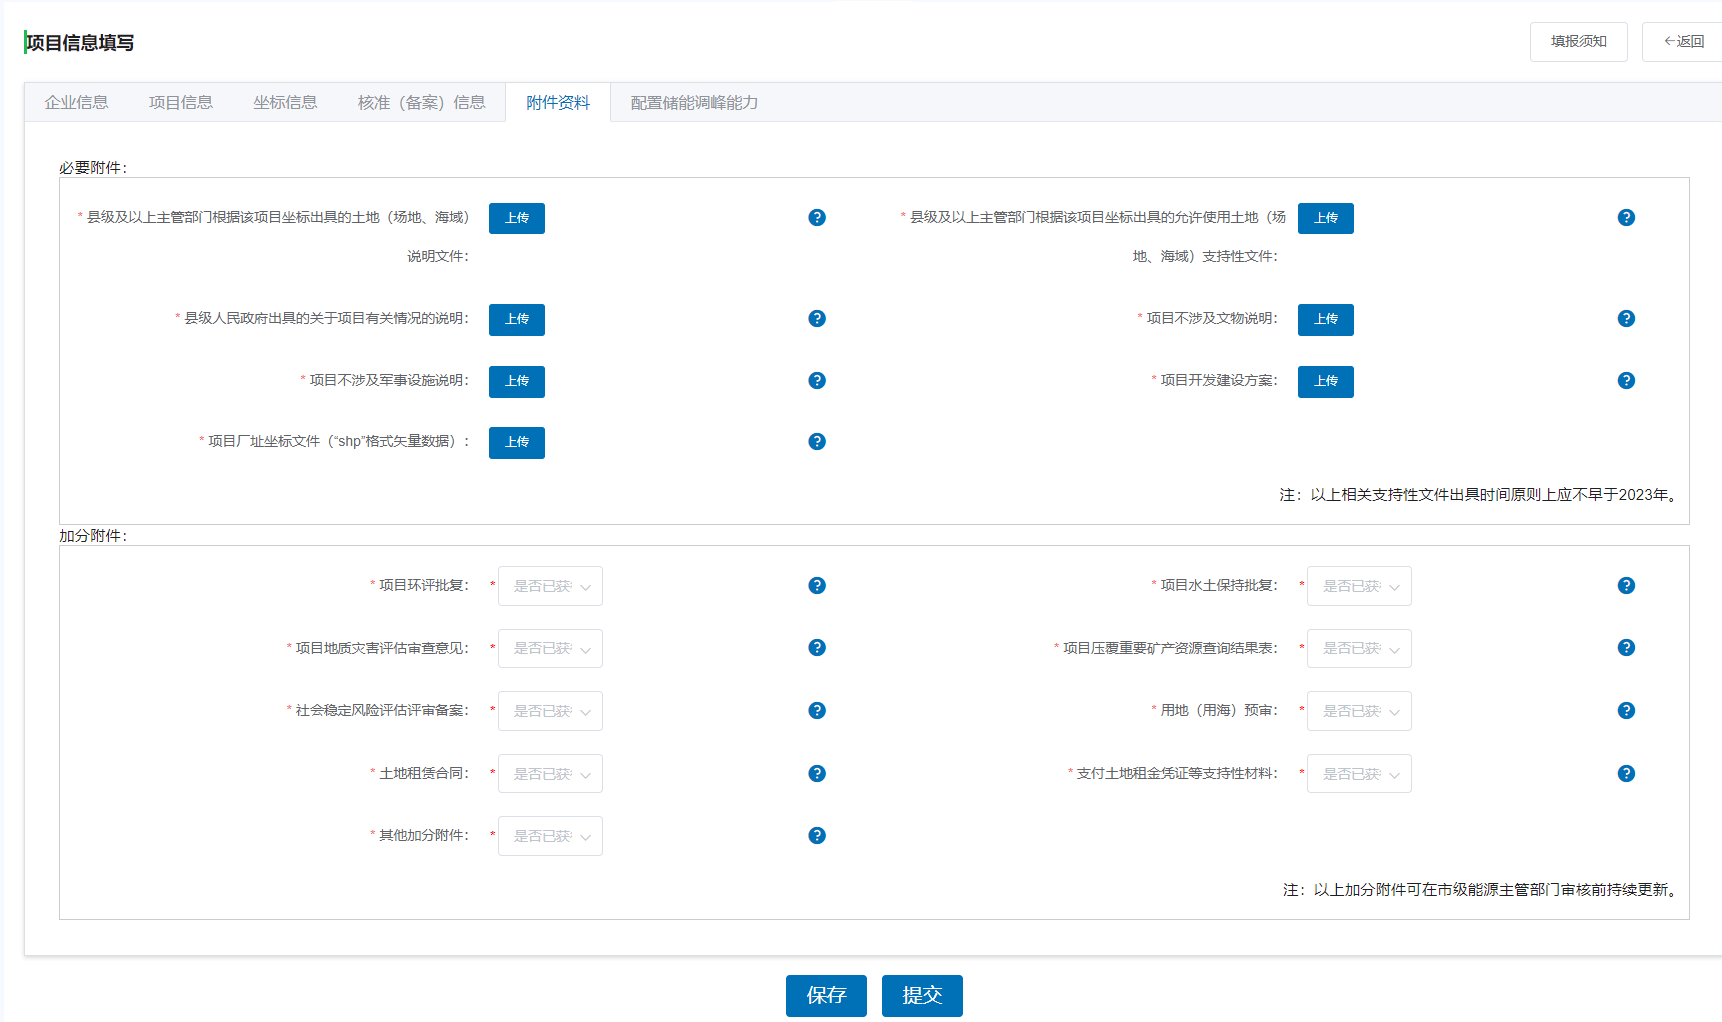 项目信息填写
填报须知
←返回
企业信息
项目信息
坐标信息
核准（备案）信息
附件资料
配置储能调峰能力
必要附件：
* 县级及以上主管部门根据该项目坐标出具的土地（场地、海域）
说明文件：
上传
* 县级及以上主管部门根据该项目坐标出具的允许使用土地（场
地、海域）支持性文件：
上传
* 县级人民政府出具的关于项目有关情况的说明：
上传
* 项目不涉及文物说明：
上传
* 项目不涉及军事设施说明：
上传
* 项目开发建设方案：
上传
* 项目厂址坐标文件（“shp”格式矢量数据）：
上传
注：以上相关支持性文件出具时间原则上应不早于2023年。
加分附件：
* 项目环评批复：
* 是否已获
* 项目水土保持批复：
* 是否已获
* 项目地质灾害评估审查意见：
* 是否已获
* 项目压覆重要矿产资源查询结果表：
* 是否已获
* 社会稳定风险评估评审备案：
* 是否已获
* 用地（用海）预审：
* 是否已获
* 土地租赁合同：
* 是否已获
* 支付土地租金凭证等支持性材料：
* 是否已获
* 其他加分附件：
* 是否已获
注：以上加分附件可在市级能源主管部门审核前持续更新。
保存
提交